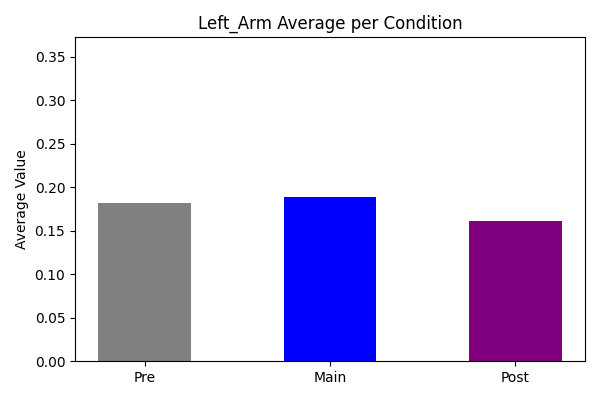 Left_Arm Average per Condition
Average Value
0.35
0.30
0.25
0.20
0.15
0.10
0.05
0.00
Pre
Main
Post